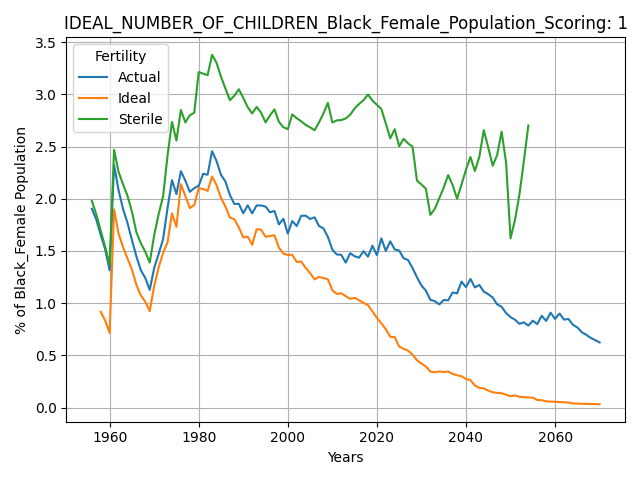 IDEAL_NUMBER_OF_CHILDREN_Black_Female_Population_Scoring: 1
Fertility
Actual
Ideal
Sterile
3.5
3.0
2.5
2.0
1.5
1.0
0.5
0.0
% of Black_Female Population
1960 1980 2000 2020 2040 2060
Years